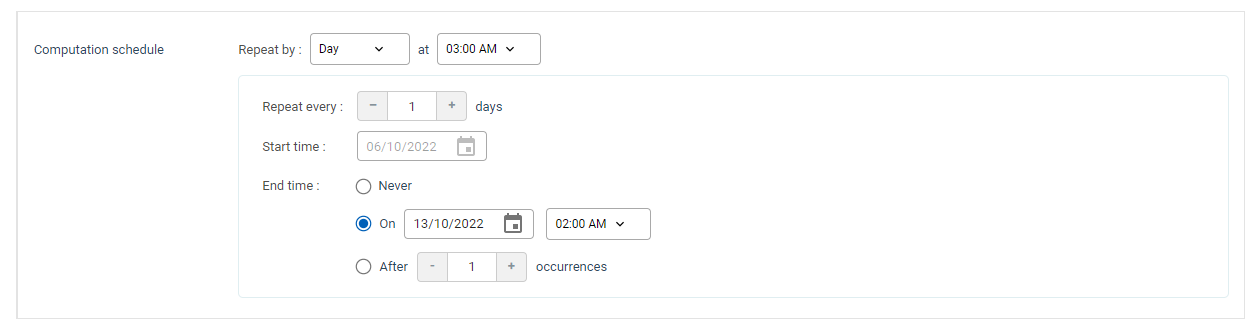 Computation schedule Repeat by : Day at 03:00 AM
Repeat every : − 1 + days
Start time : 06/10/2022
End time : Never
On 13/10/2022 02:00 AM
After - 1 + occurrences